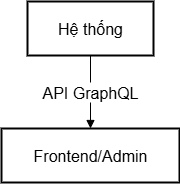 Hệ thống
API GraphQL
Frontend/Admin